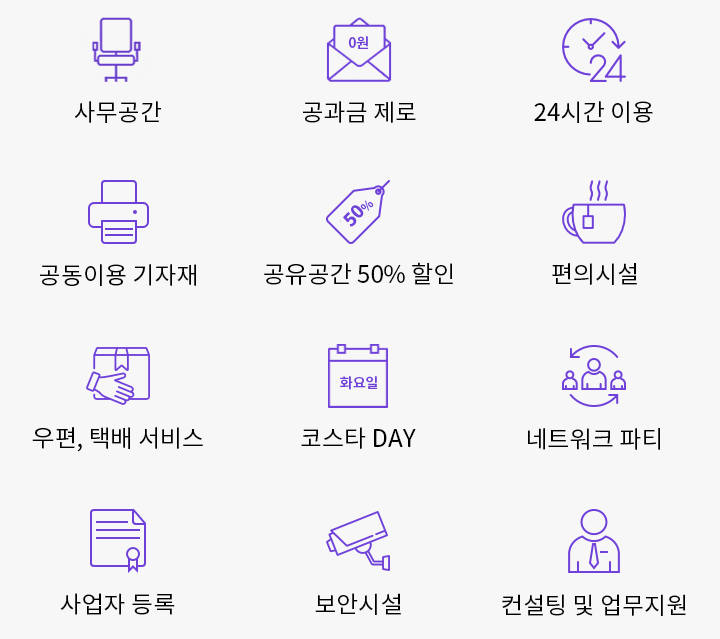 0원
24
사무공간
공과금 제로
24시간 이용
50%
공동이용 기자재
공유공간 50% 할인
편의시설
화요일
우편, 택배 서비스
코스타 DAY
네트워크 파티
사업자 등록
보안시설
컨설팅 및 업무지원